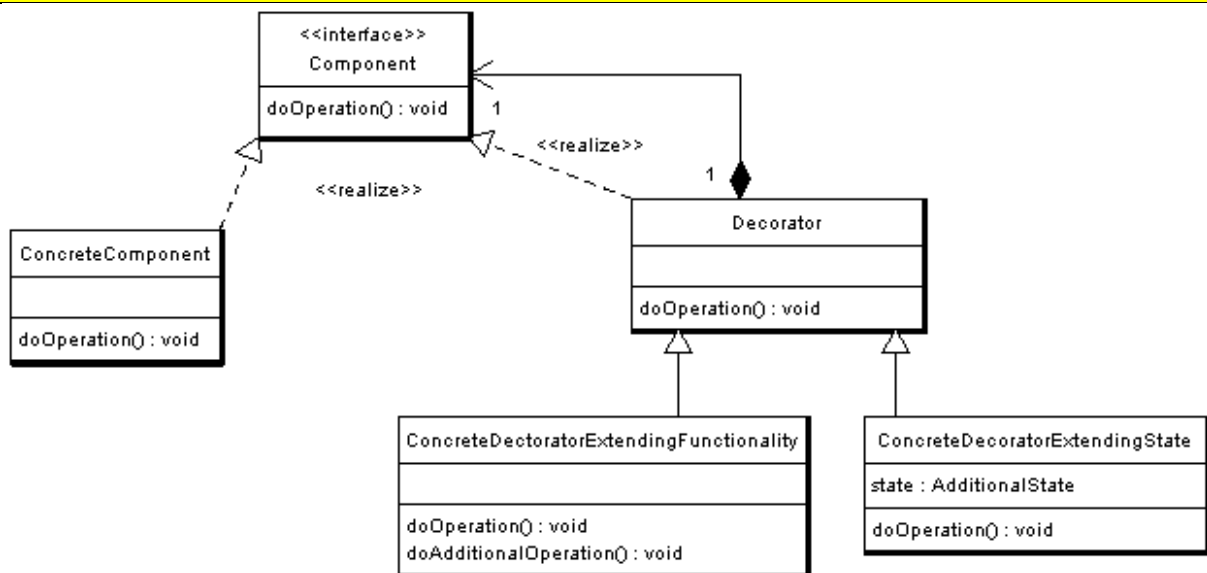 <<interface>>
Component
doOperation() : void
1
<<realize>>
<<realize>>
1
Decorator
doOperation() : void
ConcreteComponent
doOperation() : void
ConcreteDectoratorExtendingFunctionality
doOperation() : void
doAdditionalOperation() : void
ConcreteDecoratorExtendingState
state : AdditionalState
doOperation() : void